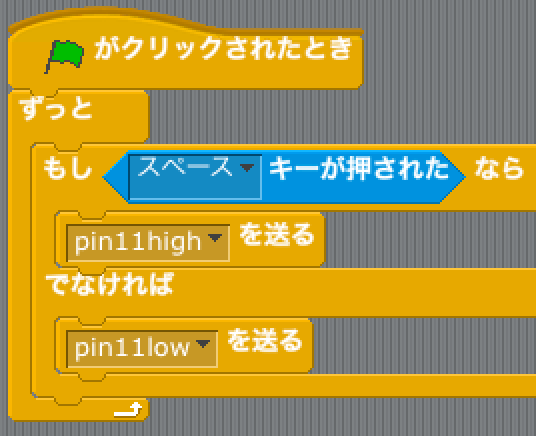 がクリックされたとき
ずっと
もし スペース キーが押された なら
pin11high を送る
でなければ
pin11low を送る